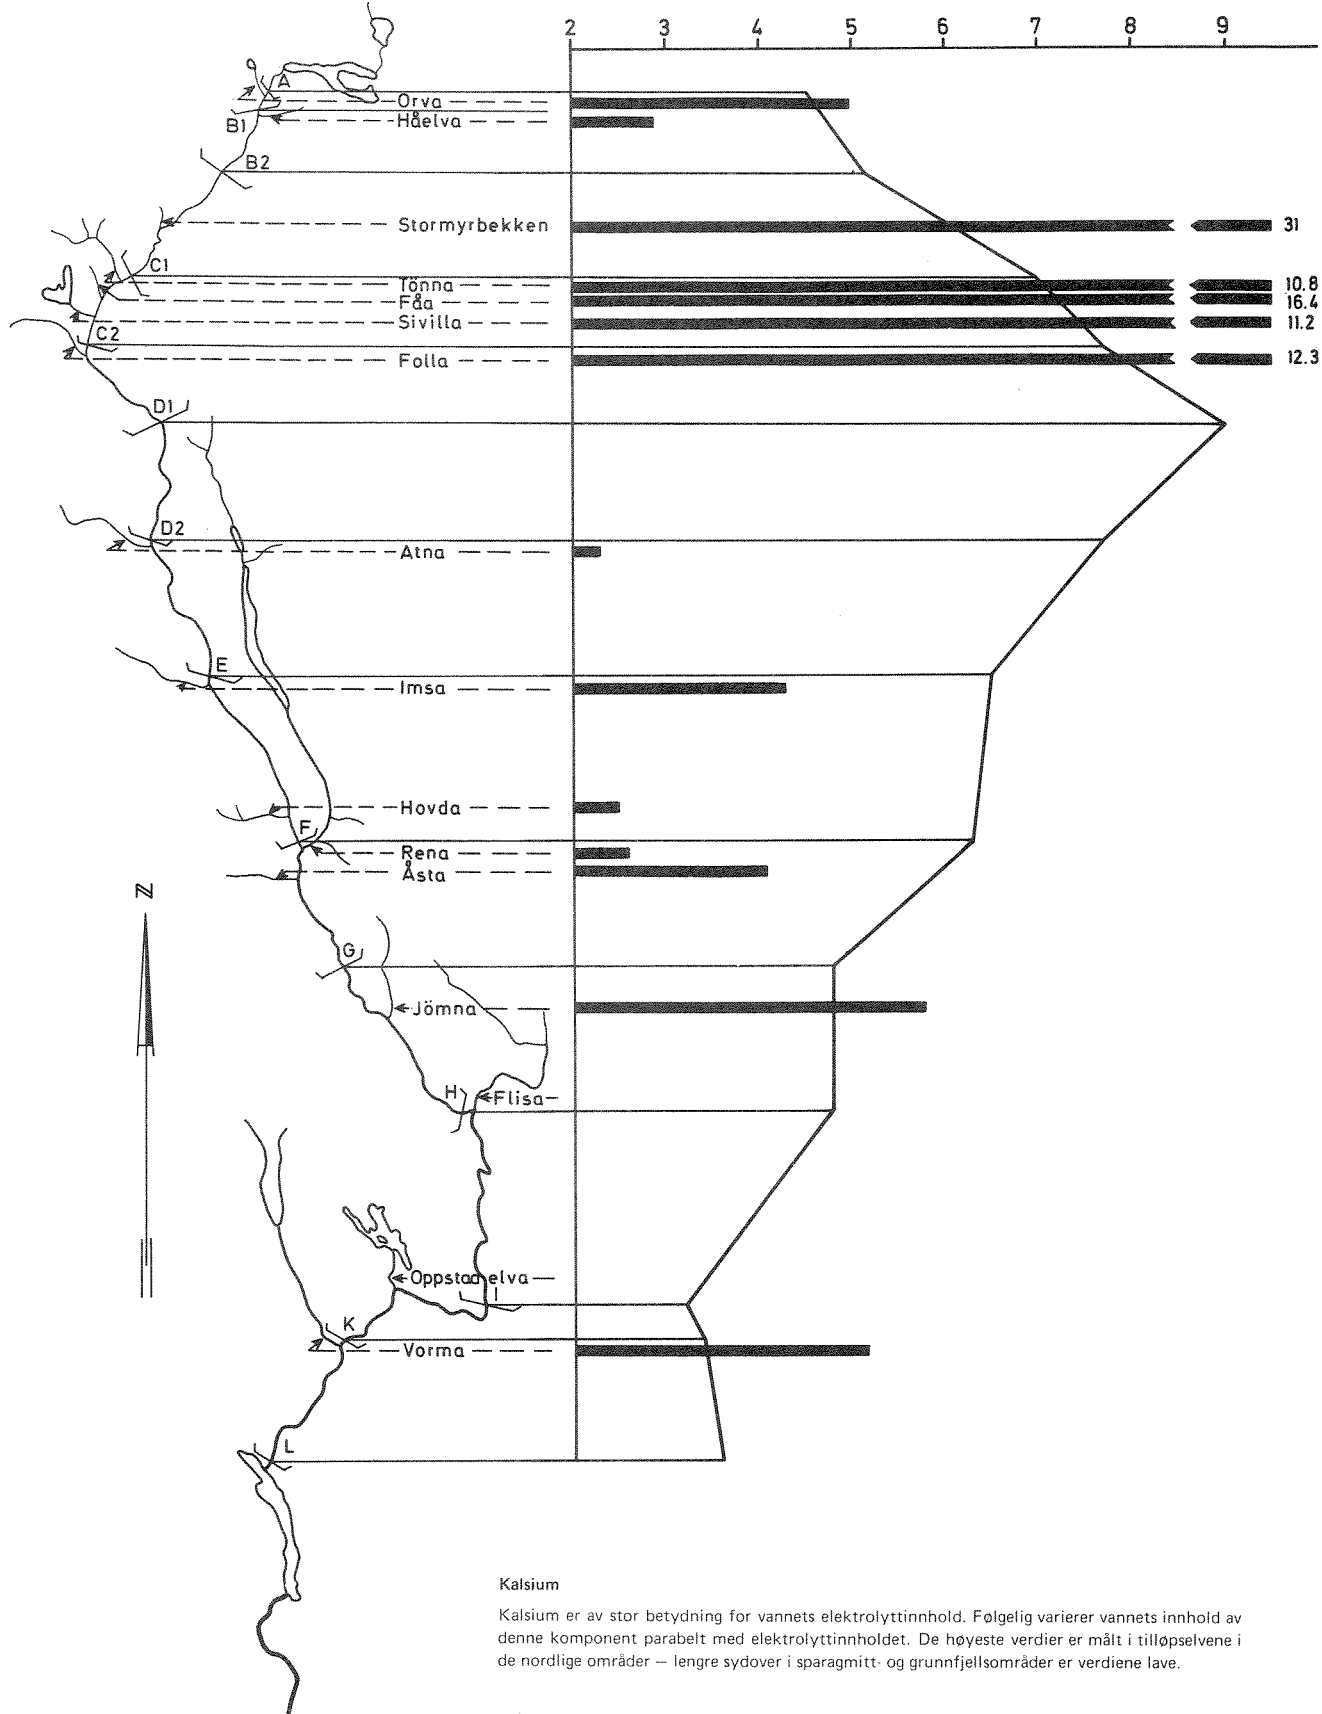 2 3 4 5 6 7 8 9
A
Orva
B1 Håelva
B2
Stormyrbekken 31
C1
Tönna 10.8
Fåa 16.4
Sivilla 11.2
C2
Folla 12.3
D1
D2
Atna
E
Imsa
Hovda
F
Rena
Åsta
N
G
Jömna
H
Flisa
Oppstad elva
I
K
Vorma
L
Kalsium
Kalsium er av stor betydning for vannets elektrolyttinnhold. Følgelig varierer vannets innhold av
denne komponent parabelt med elektrolyttinnholdet. De høyeste verdier er målt i tilløpselvene i
de nordlige områder – lengre sydover i sparagmitt- og grunnfjellsområder er verdiene lave.